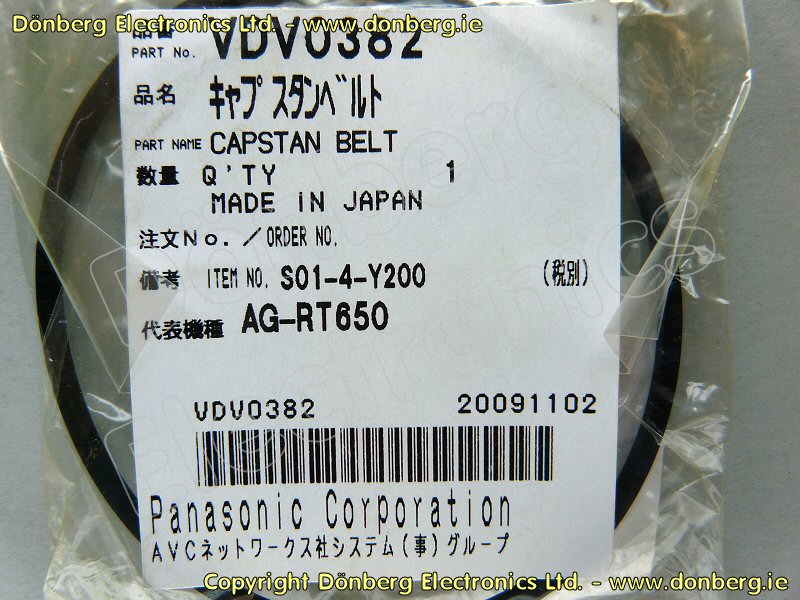 Dönberg Electronics Ltd. - www.donberg.ie
品番 PART No. VDV0382
品名 キャプスタンベルト
PART NAME CAPSTAN BELT
数量 Q'TY 1
MADE IN JAPAN
注文No./ORDER NO.
備考 ITEM NO. S01-4-Y200 (税別)
代表機種 AG-RT650
VDV0382 20091102
Panasonic Corporation
AVCネットワークス社システム(事)グループ
Copyright Dönberg Electronics Ltd. - www.donberg.ie
Dönberg
Electronics